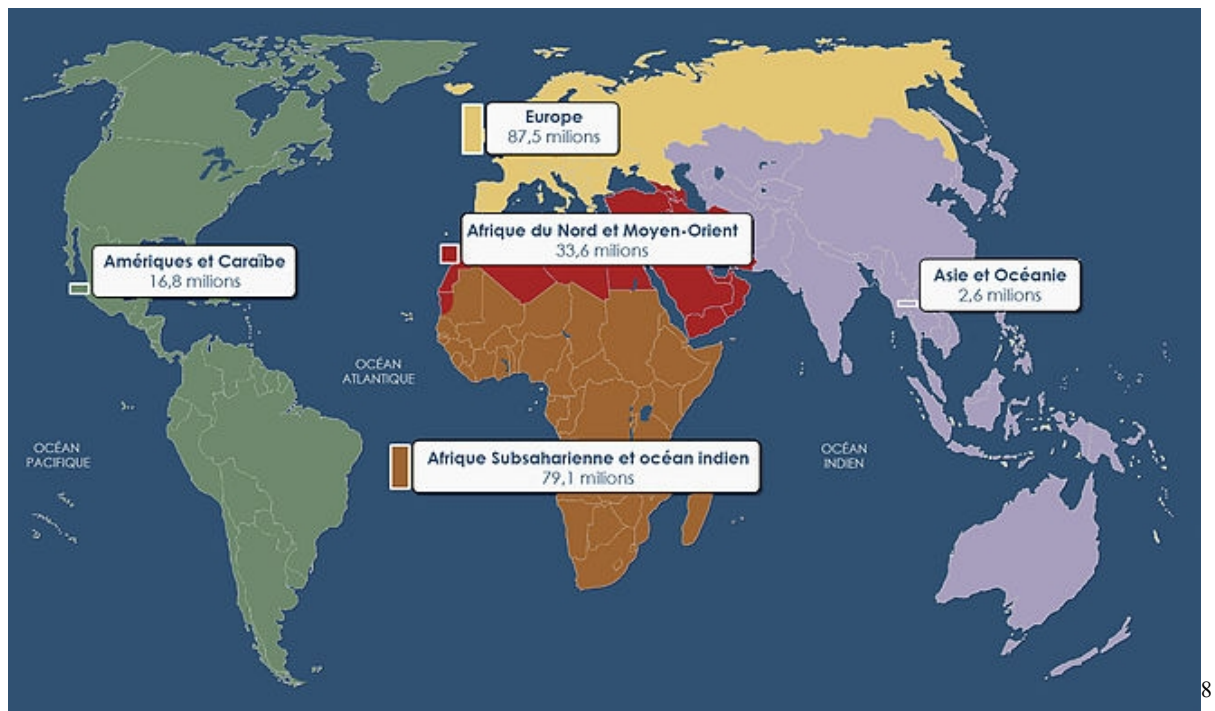 Europe
87,5 milions
Afrique du Nord et Moyen-Orient
33,6 milions
Amériques et Caraïbe
16,8 milions
Asie et Océanie
2,6 milions
OCÉAN
ATLANTIQUE
OCÉAN
PACIFIQUE
Afrique Subsaharienne et océan indien
79,1 milions
OCÉAN
INDIEN
8